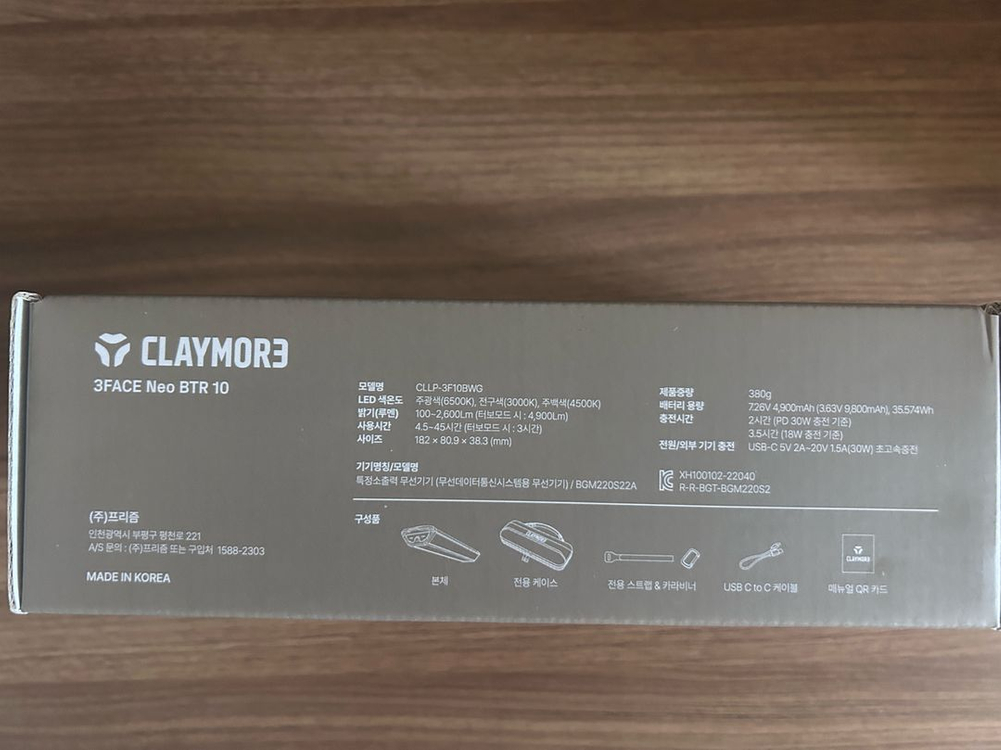 CLAYMOR3
3FACE Neo BTR 10
모델명 CLLP-3F10BWG
LED 색온도 주광색(6500K), 전구색(3000K), 주백색(4500K)
밝기(루멘) 100~2,600Lm (터보모드 시 : 4,900Lm)
사용시간 4.5~45시간 (터보모드 시 : 3시간)
사이즈 182 × 80.9 × 38.3 (mm)
제품중량 380g
배터리 용량 7.26V 4,900mAh (3.63V 9,800mAh), 35.574Wh
충전시간 2시간 (PD 30W 충전 기준)
3.5시간 (18W 충전 기준)
전원/외부 기기 충전 USB-C 5V 2A~20V 1.5A(30W) 초고속충전
기기명칭/모델명
특정소출력 무선기기 (무선데이터통신시스템용 무선기기) / BGM220S22A
XH100102-22040
R-R-BGT-BGM220S2
(주)프리즘
인천광역시 부평구 평천로 221
A/S 문의 : (주)프리즘 또는 구입처 1588-2303
MADE IN KOREA
구성품
CLAYMOR3
CLAYMOR3
본체
전용 케이스
전용 스트랩 & 카라비너
USB C to C 케이블
매뉴얼 QR 카드